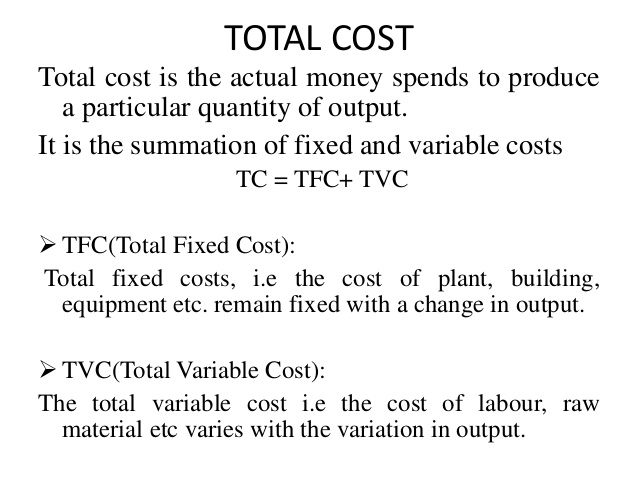 TOTAL COST
Total cost is the actual money spends to produce
a particular quantity of output.
It is the summation of fixed and variable costs
TC = TFC+ TVC
➢ TFC(Total Fixed Cost):
Total fixed costs, i.e the cost of plant, building,
equipment etc. remain fixed with a change in output.
➢ TVC(Total Variable Cost):
The total variable cost i.e the cost of labour, raw
material etc varies with the variation in output.